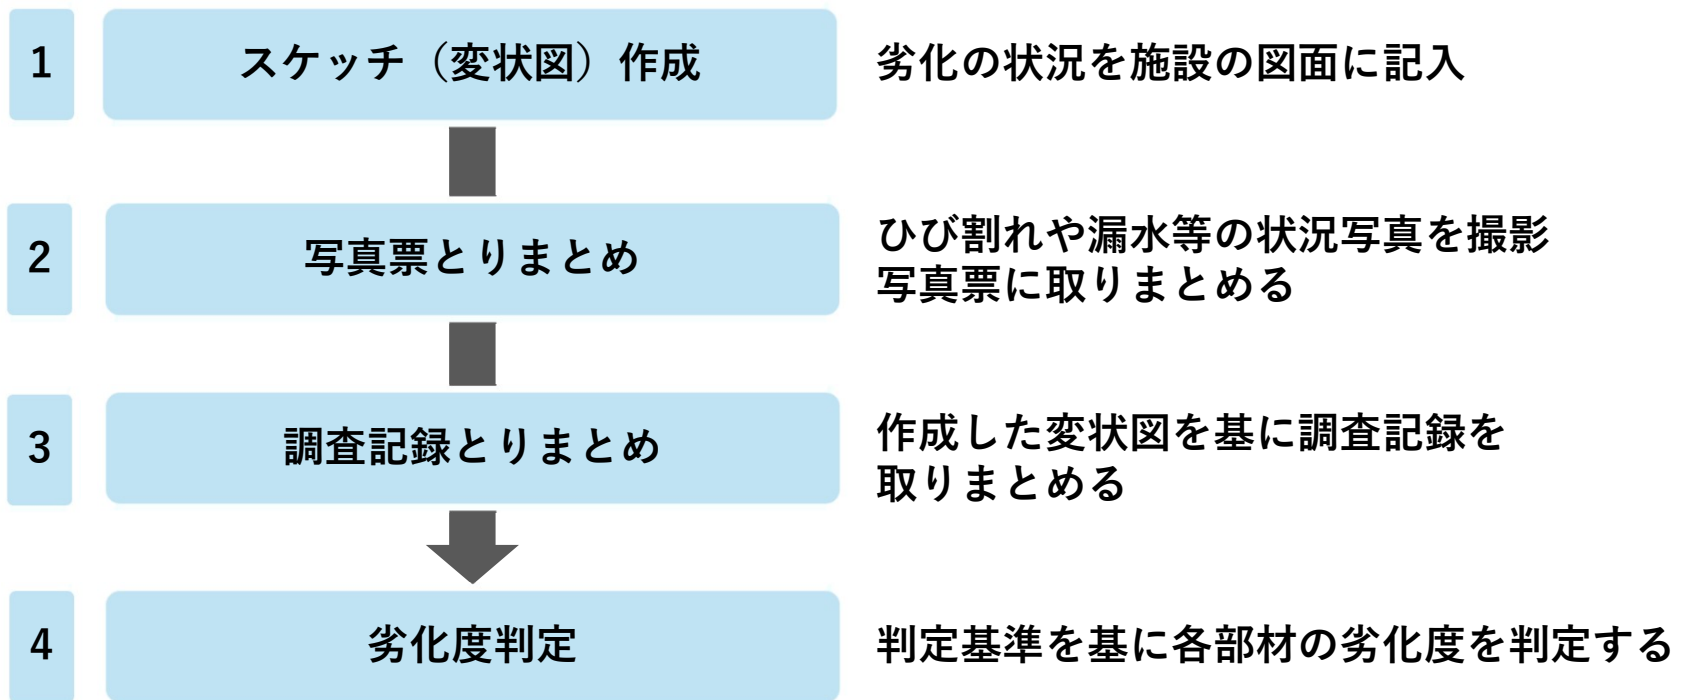 1
スケッチ（変状図）作成
劣化の状況を施設の図面に記入
2
写真票とりまとめ
ひび割れや漏水等の状況写真を撮影
写真票に取りまとめる
3
調査記録とりまとめ
作成した変状図を基に調査記録を
取りまとめる
4
劣化度判定
判定基準を基に各部材の劣化度を判定する